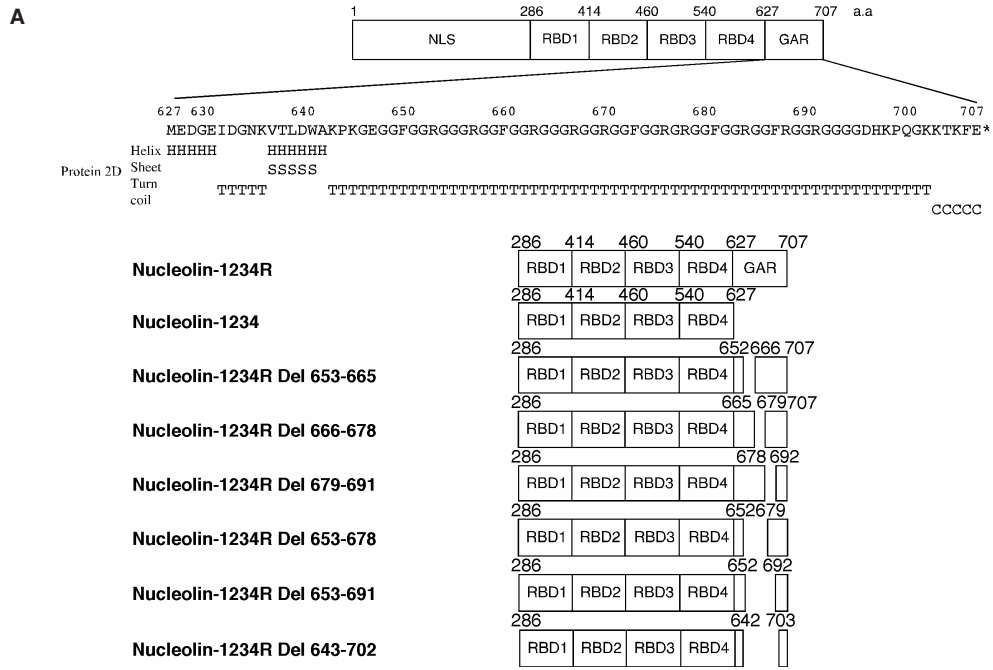 A
1 286 414 460 540 627 707 a.a
NLS RBD1 RBD2 RBD3 RBD4 GAR
627 630 640 650 660 670 680 690 700 707
MEDGEIDGNKVTLDWAKPKGEGGFGGRGGGRGGFGGRGGGRGGRGGFGGRGRGGFGGRGGFRGGRGGGGDHKPQGKKTKFE*
Helix HHHHH HHHHHH
Protein 2D Sheet SSSSS
Turn TTTTT TTTTTTTTTTTTTTTTTTTTTTTTTTTTTTTTTTTTTTTTTTTTTTTTTTTTTTTTTTTT
coil CCCCC
286 414 460 540 627 707
Nucleolin-1234R RBD1 RBD2 RBD3 RBD4 GAR
286 414 460 540 627
Nucleolin-1234 RBD1 RBD2 RBD3 RBD4
286 652 666 707
Nucleolin-1234R Del 653-665 RBD1 RBD2 RBD3 RBD4
286 665 679 707
Nucleolin-1234R Del 666-678 RBD1 RBD2 RBD3 RBD4
286 678 692
Nucleolin-1234R Del 679-691 RBD1 RBD2 RBD3 RBD4
286 652 679
Nucleolin-1234R Del 653-678 RBD1 RBD2 RBD3 RBD4
286 652 692
Nucleolin-1234R Del 653-691 RBD1 RBD2 RBD3 RBD4
286 642 703
Nucleolin-1234R Del 643-702 RBD1 RBD2 RBD3 RBD4